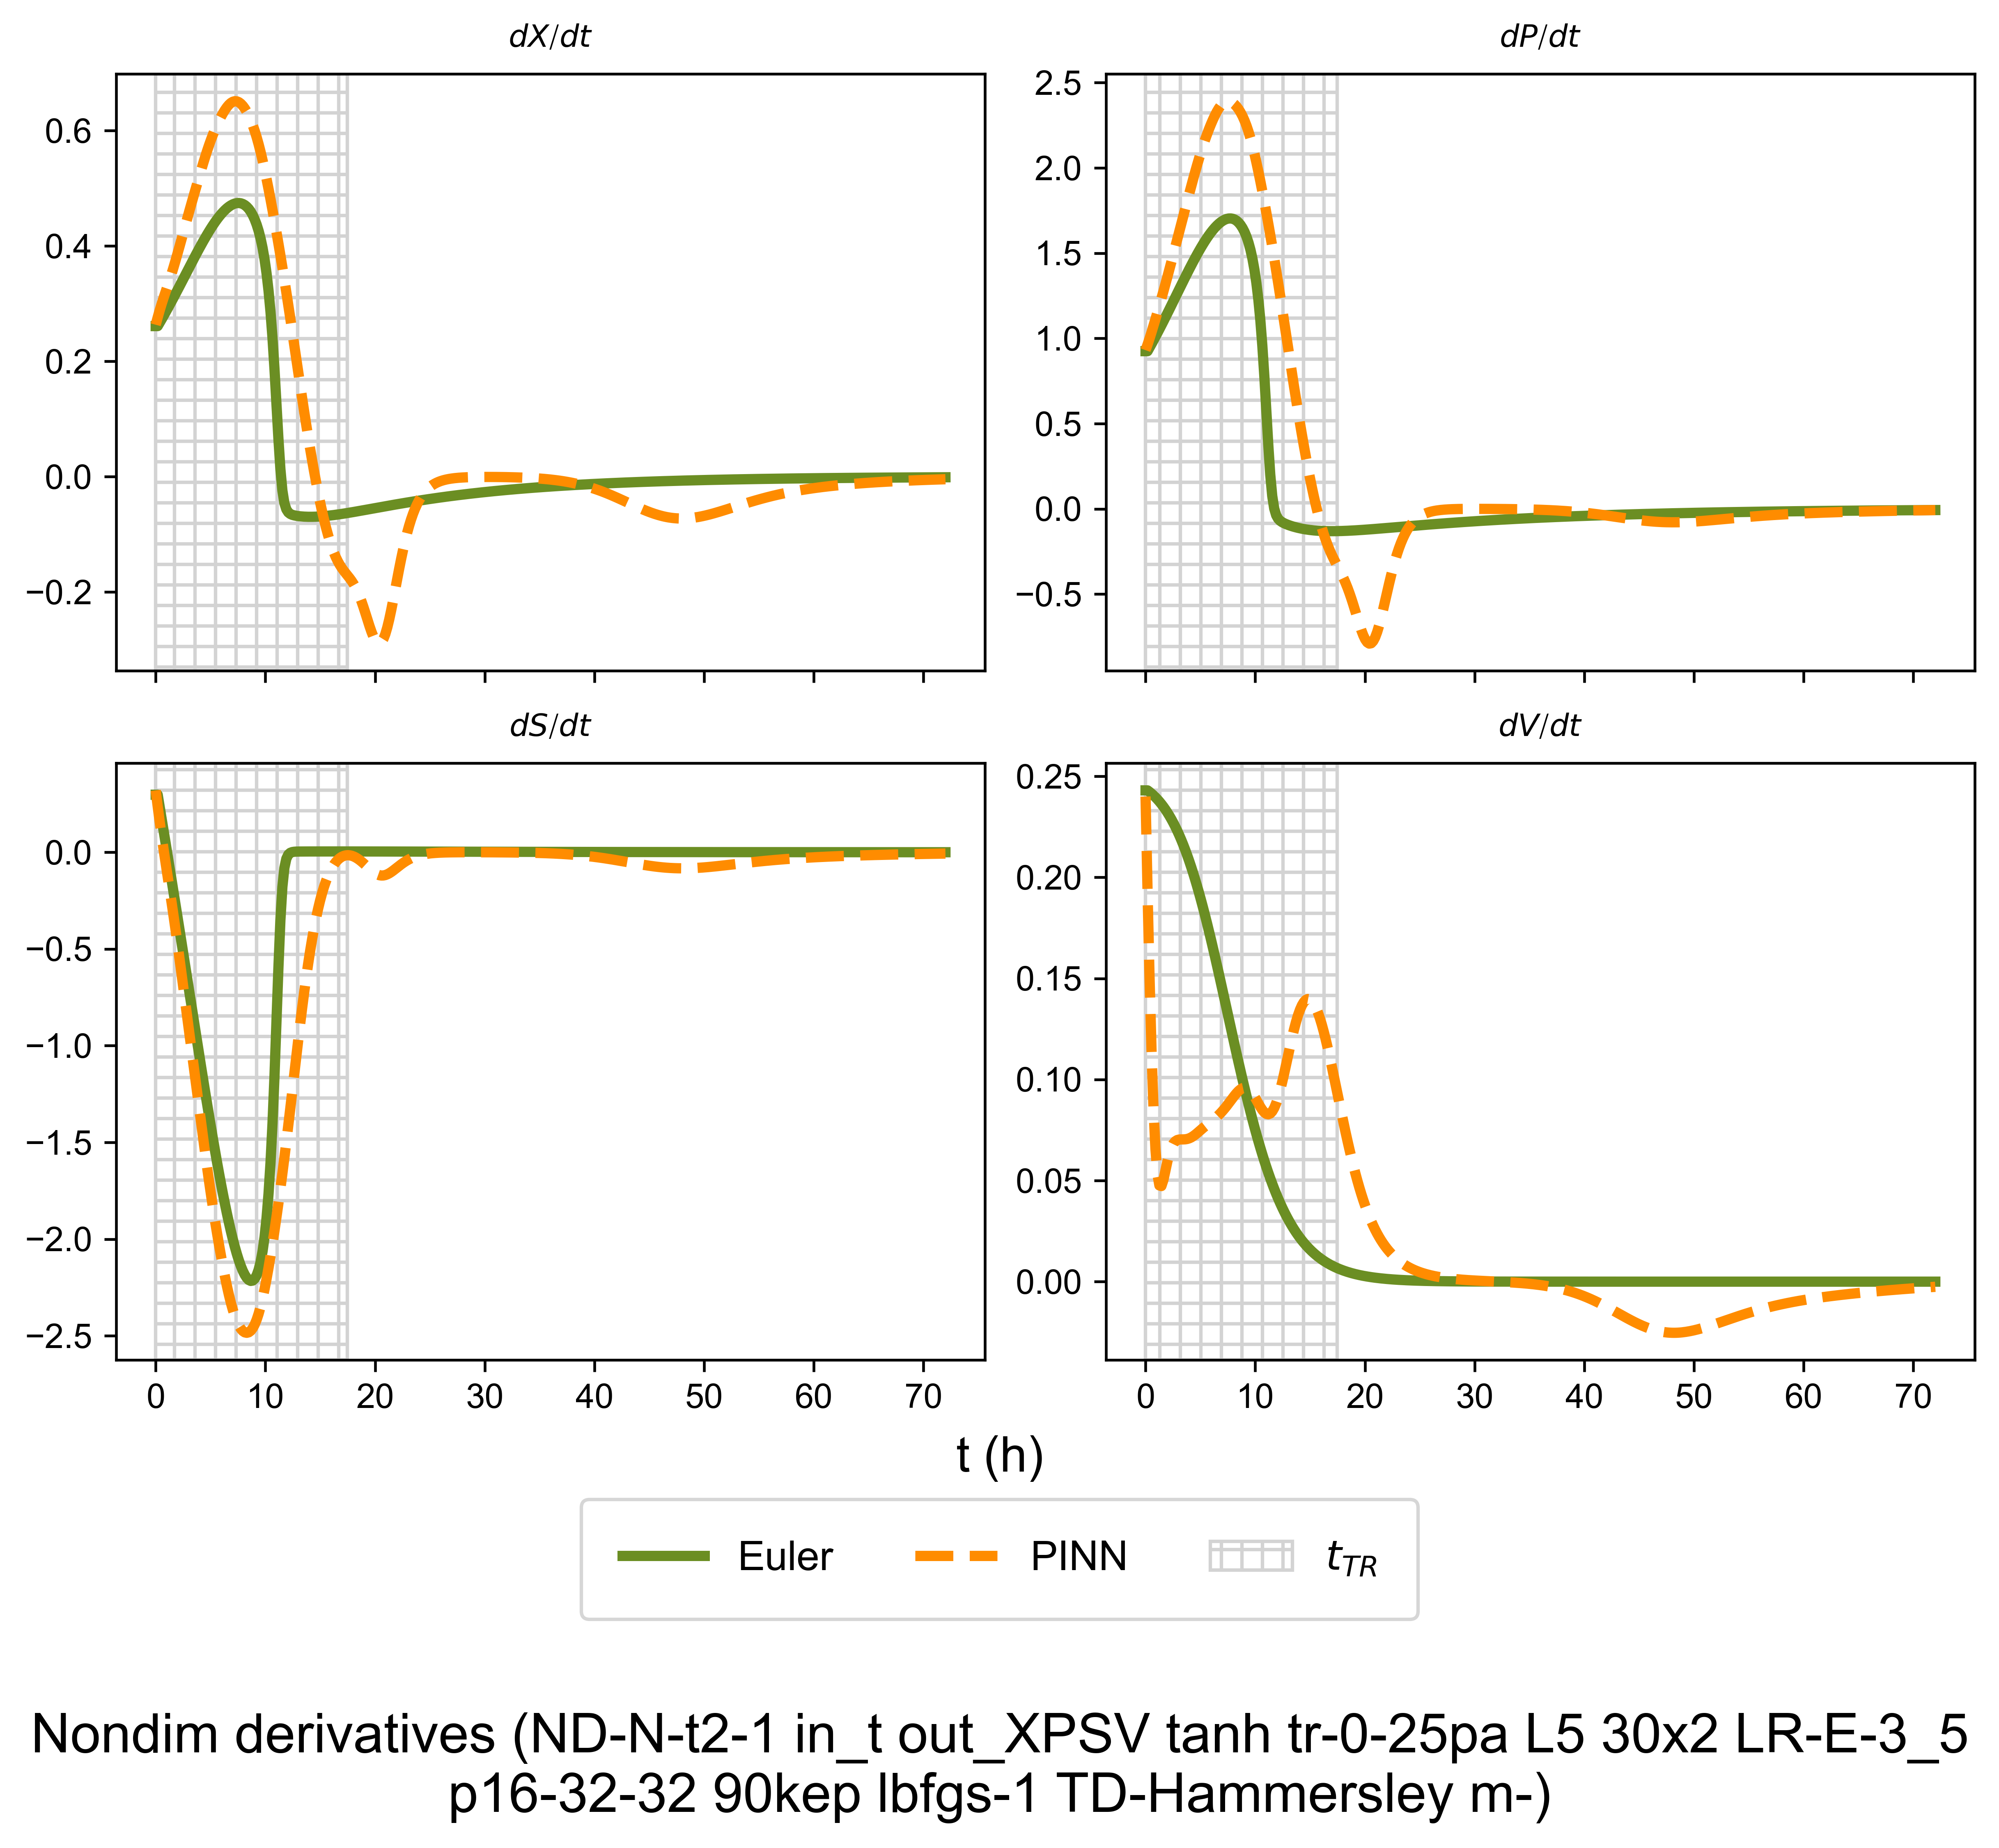 dX/dt
dP/dt
0.6
0.4
0.2
0.0
−0.2
2.5
2.0
1.5
1.0
0.5
0.0
−0.5
dS/dt
dV/dt
0.0
−0.5
−1.0
−1.5
−2.0
−2.5
0 10 20 30 40 50 60 70
0.25
0.20
0.15
0.10
0.05
0.00
0 10 20 30 40 50 60 70
t (h)
Euler PINN t_TR
Nondim derivatives (ND-N-t2-1 in_t out_XPSV tanh tr-0-25pa L5 30x2 LR-E-3_5
p16-32-32 90kep lbfgs-1 TD-Hammersley m-)